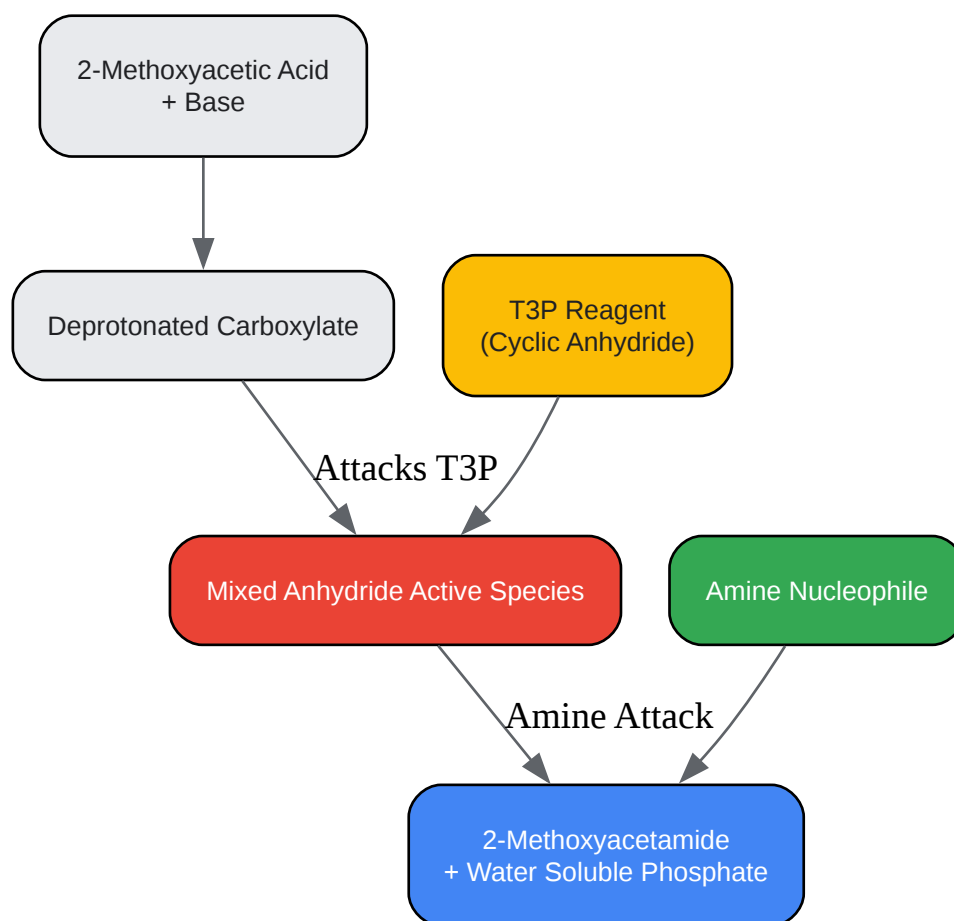 2-Methoxyacetic Acid
+ Base
Deprotonated Carboxylate
T3P Reagent
(Cyclic Anhydride)
Attacks T3P
Mixed Anhydride Active Species
Amine Nucleophile
Amine Attack
2-Methoxyacetamide
+ Water Soluble Phosphate